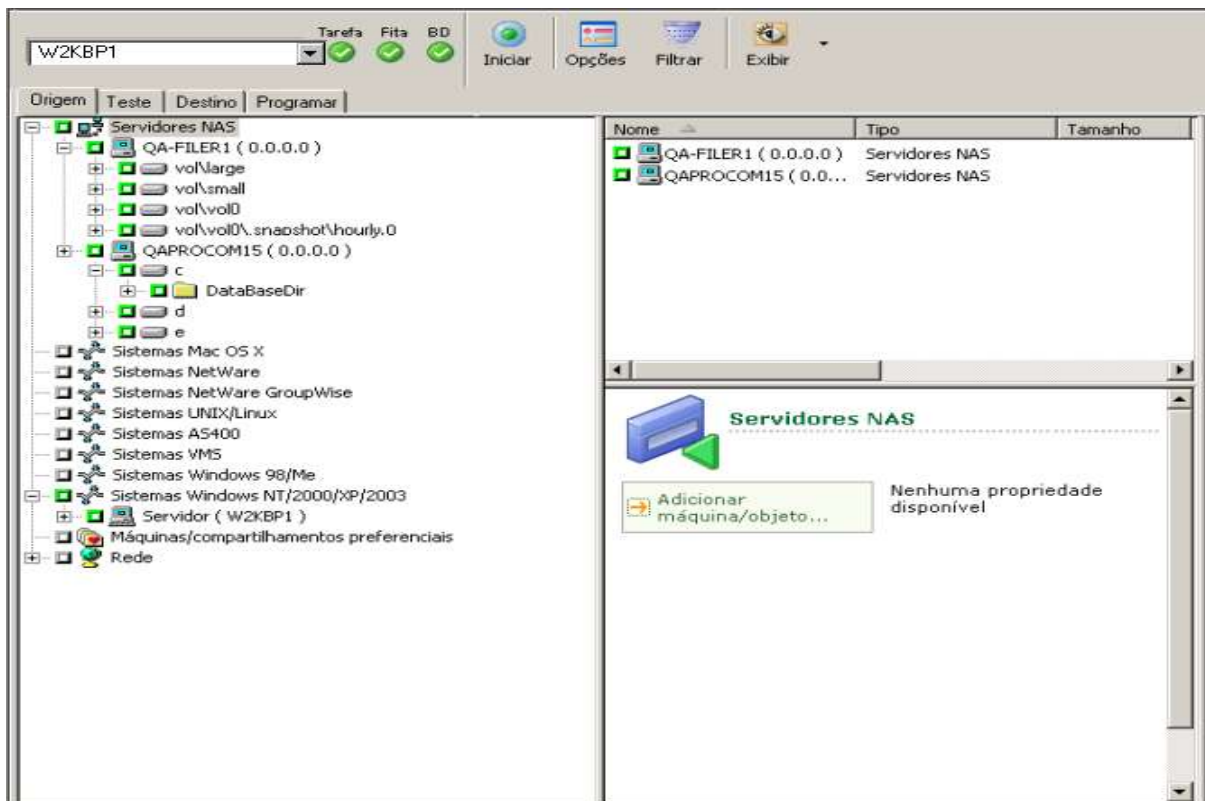 Tarefa Fita BD
W2KBP1
Iniciar Opções Filtrar Exibir
Origem Teste Destino Programar
Servidores NAS
QA-FILER1 ( 0.0.0.0 )
vol\large
vol\small
vol\vol0
vol\vol0\.snapshot\hourly.0
QAPROCOM15 ( 0.0.0.0 )
c
DataBaseDir
d
e
Sistemas Mac OS X
Sistemas NetWare
Sistemas NetWare GroupWise
Sistemas UNIX/Linux
Sistemas AS400
Sistemas VMS
Sistemas Windows 98/Me
Sistemas Windows NT/2000/XP/2003
Servidor ( W2KBP1 )
Máquinas/compartilhamentos preferenciais
Rede
Nome Tipo Tamanho
QA-FILER1 ( 0.0.0.0 ) Servidores NAS
QAPROCOM15 ( 0.0... Servidores NAS
Servidores NAS
Adicionar
máquina/objeto...
Nenhuma propriedade
disponível